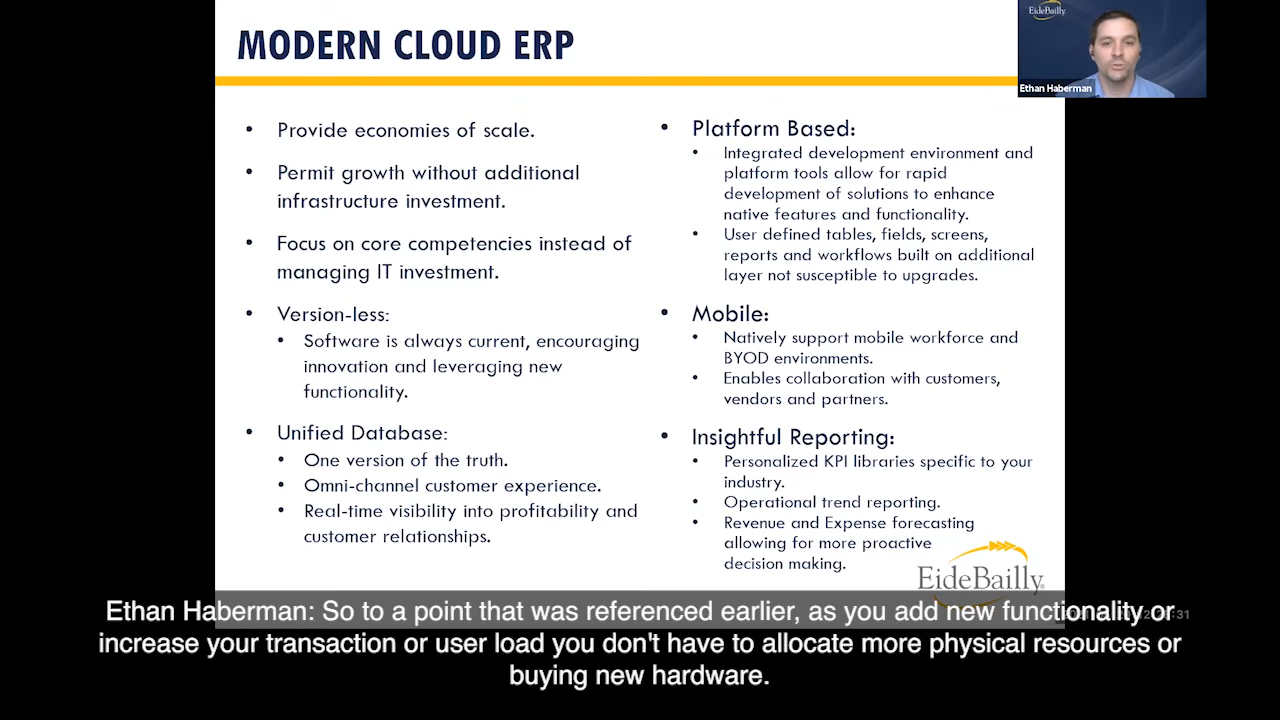 MODERN CLOUD ERP
EideBailly
Ethan Haberman
• Provide economies of scale.
• Permit growth without additional
infrastructure investment.
• Focus on core competencies instead of
managing IT investment.
• Version-less:
• Software is always current, encouraging
innovation and leveraging new
functionality.
• Unified Database:
• One version of the truth.
• Omni-channel customer experience.
• Real-time visibility into profitability and
customer relationships.
• Platform Based:
• Integrated development environment and
platform tools allow for rapid
development of solutions to enhance
native features and functionality.
• User defined tables, fields, screens,
reports and workflows built on additional
layer not susceptible to upgrades.
• Mobile:
• Natively support mobile workforce and
BYOD environments.
• Enables collaboration with customers,
vendors and partners.
• Insightful Reporting:
• Personalized KPI libraries specific to your
industry.
• Operational trend reporting.
• Revenue and Expense forecasting
allowing for more proactive
decision making.
EideBailly
Ethan Haberman: So to a point that was referenced earlier, as you add new functionality or
increase your transaction or user load you don't have to allocate more physical resources or
buying new hardware.